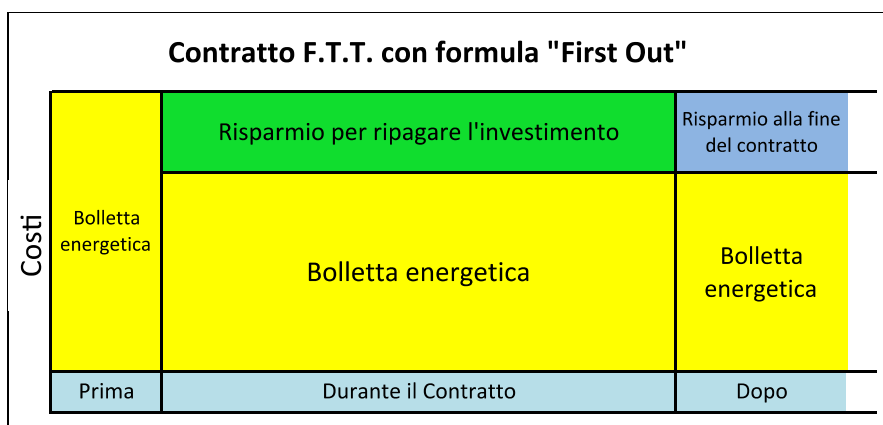 Contratto F.T.T. con formula "First Out"
Risparmio per ripagare l'investimento
Risparmio alla fine
del contratto
Costi
Bolletta
energetica
Bolletta energetica
Bolletta
energetica
Prima
Durante il Contratto
Dopo